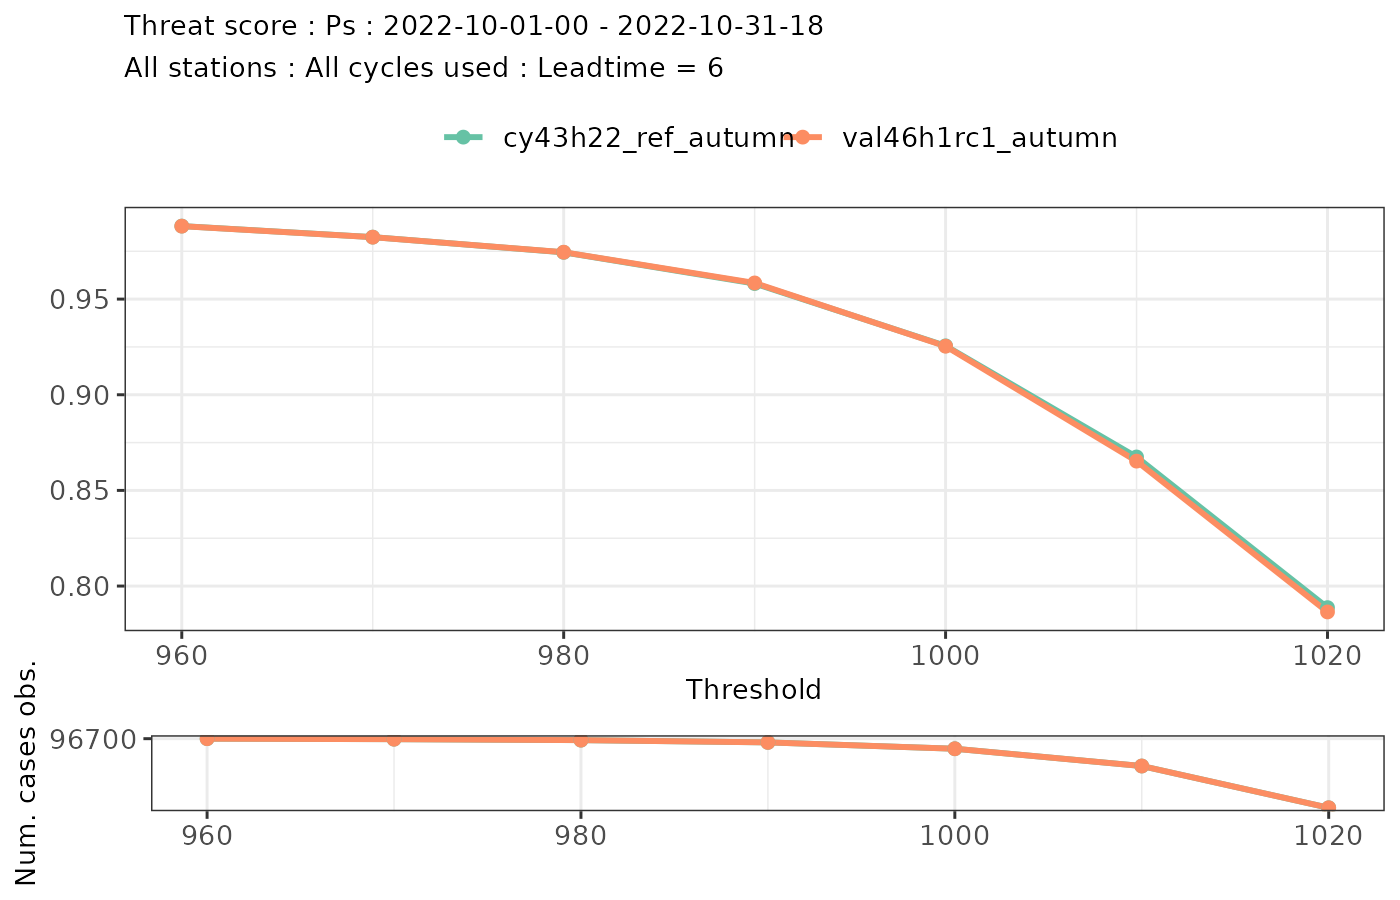 Threat score : Ps : 2022-10-01-00 - 2022-10-31-18
All stations : All cycles used : Leadtime = 6
cy43h22_ref_autumn val46h1rc1_autumn
0.95
0.90
0.85
0.80
960 980 1000 1020
Threshold
Num. cases obs.
96700
960 980 1000 1020